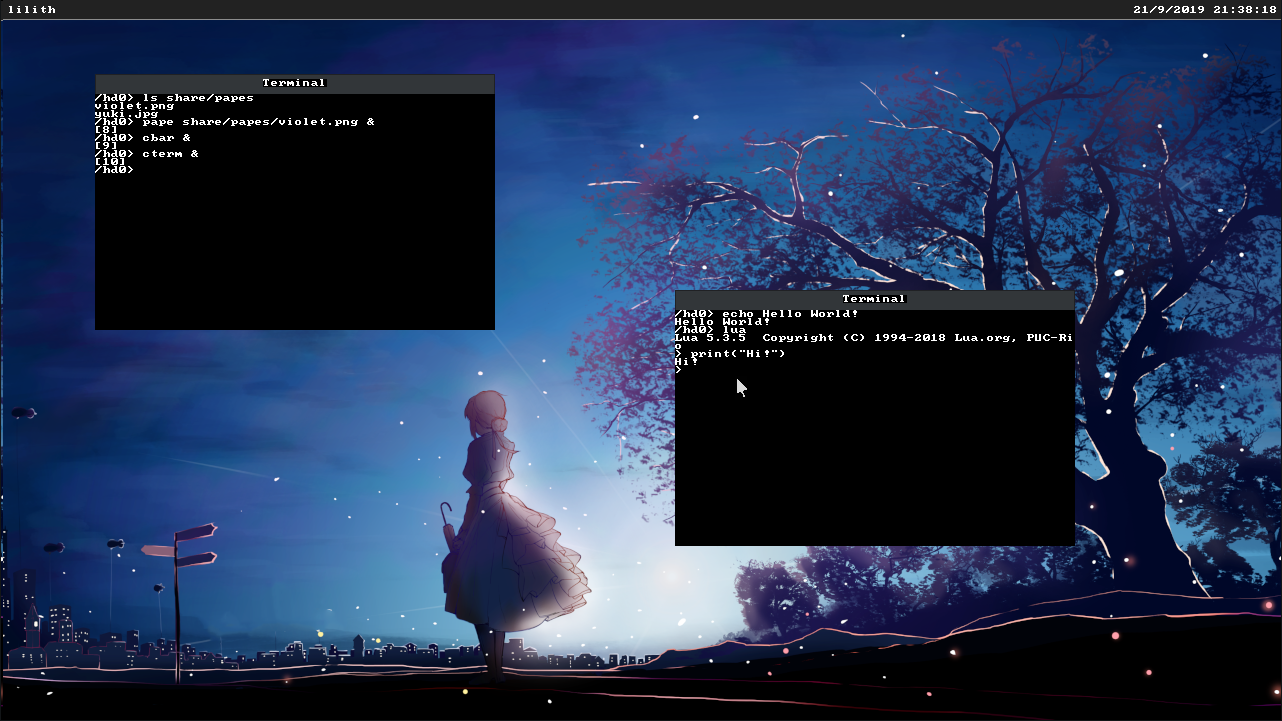 lilith
21/9/2019 21:38:18
Terminal
/hd0> ls share/papes
violet.png
yuki.jpg
/hd0> pape share/papes/violet.png &
[8]
/hd0> cbar &
[9]
/hd0> cterm &
[10]
/hd0>
Terminal
/hd0> echo Hello World!
Hello World!
/hd0> lua
Lua 5.3.5  Copyright (C) 1994-2018 Lua.org, PUC-Ri
o
> print("Hi!")
Hi!
>